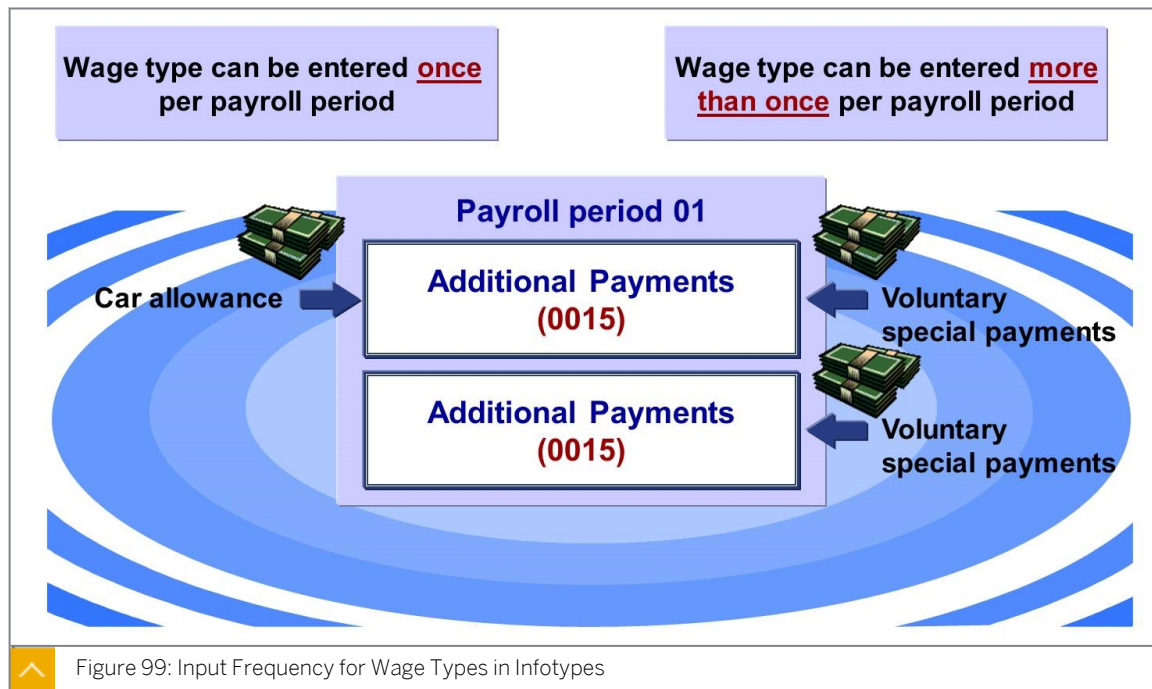 Wage type can be entered once
per payroll period
Wage type can be entered more
than once per payroll period
Payroll period 01
Additional Payments
(0015)
Car allowance
Voluntary
special payments
Additional Payments
(0015)
Voluntary
special payments
Figure 99: Input Frequency for Wage Types in Infotypes